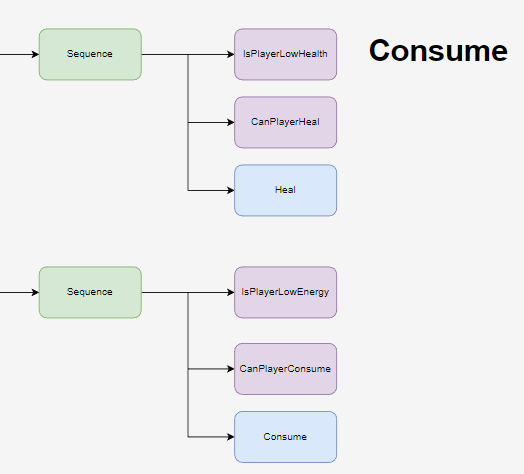 Consume
Sequence
IsPlayerLowHealth
CanPlayerHeal
Heal
Sequence
IsPlayerLowEnergy
CanPlayerConsume
Consume